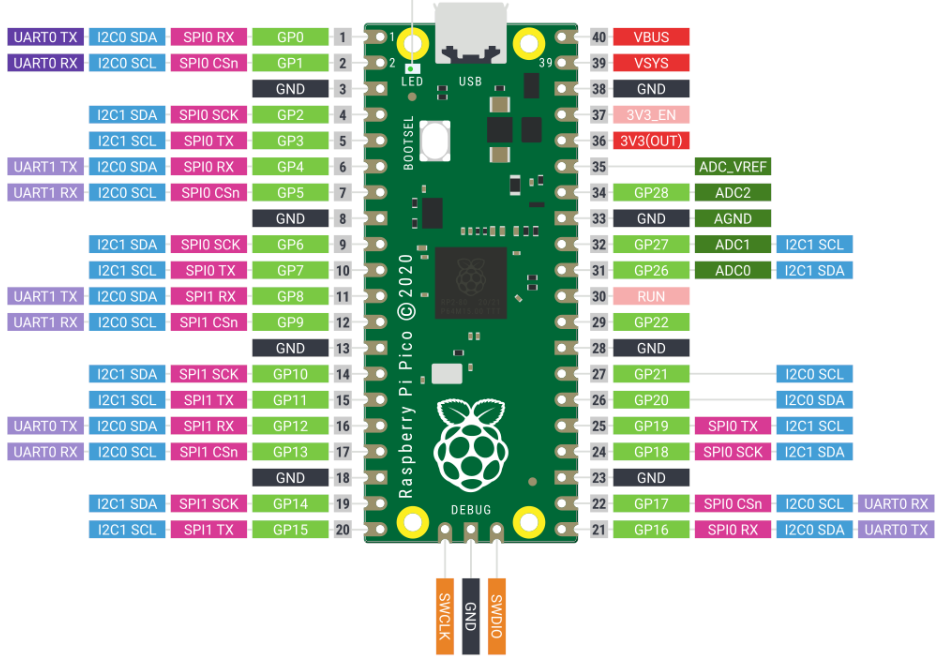 UART0 TX I2C0 SDA SPI0 RX GP0 1 1 40 VBUS
UART0 RX I2C0 SCL SPI0 CSn GP1 2 2 LED USB 39 39 VSYS
GND 3 38 GND
I2C1 SDA SPI0 SCK GP2 4 37 3V3_EN
I2C1 SCL SPI0 TX GP3 5 BOOTSEL 36 3V3(OUT)
UART1 TX I2C0 SDA SPI0 RX GP4 6 35 ADC_VREF
UART1 RX I2C0 SCL SPI0 CSn GP5 7 34 GP28 ADC2
GND 8 33 GND AGND
I2C1 SDA SPI0 SCK GP6 9 32 GP27 ADC1 I2C1 SCL
I2C1 SCL SPI0 TX GP7 10 31 GP26 ADC0 I2C1 SDA
UART1 TX I2C0 SDA SPI1 RX GP8 11 30 RUN
UART1 RX I2C0 SCL SPI1 CSn GP9 12 29 GP22
GND 13 28 GND
I2C1 SDA SPI1 SCK GP10 14 27 GP21 I2C0 SCL
I2C1 SCL SPI1 TX GP11 15 26 GP20 I2C0 SDA
UART0 TX I2C0 SDA SPI1 RX GP12 16 25 GP19 SPI0 TX I2C1 SCL
UART0 RX I2C0 SCL SPI1 CSn GP13 17 24 GP18 SPI0 SCK I2C1 SDA
GND 18 23 GND
I2C1 SDA SPI1 SCK GP14 19 22 GP17 SPI0 CSn I2C0 SCL UART0 RX
I2C1 SCL SPI1 TX GP15 20 21 GP16 SPI0 RX I2C0 SDA UART0 TX
Raspberry Pi Pico ©2020
DEBUG
SWCLK GND SWDIO